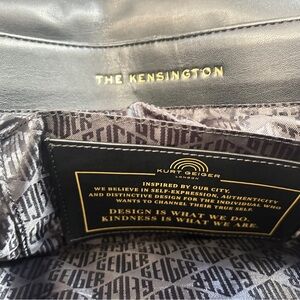 THE KENSINGTON
KURT GEIGER
LONDON
INSPIRED BY OUR CITY,
WE BELIEVE IN SELF-EXPRESSION, AUTHENTICITY
AND DISTINCTIVE DESIGN FOR THE INDIVIDUAL WHO
WANTS TO CHANNEL THEIR TRUE SELF.
DESIGN IS WHAT WE DO.
KINDNESS IS WHAT WE ARE.
GEIGER